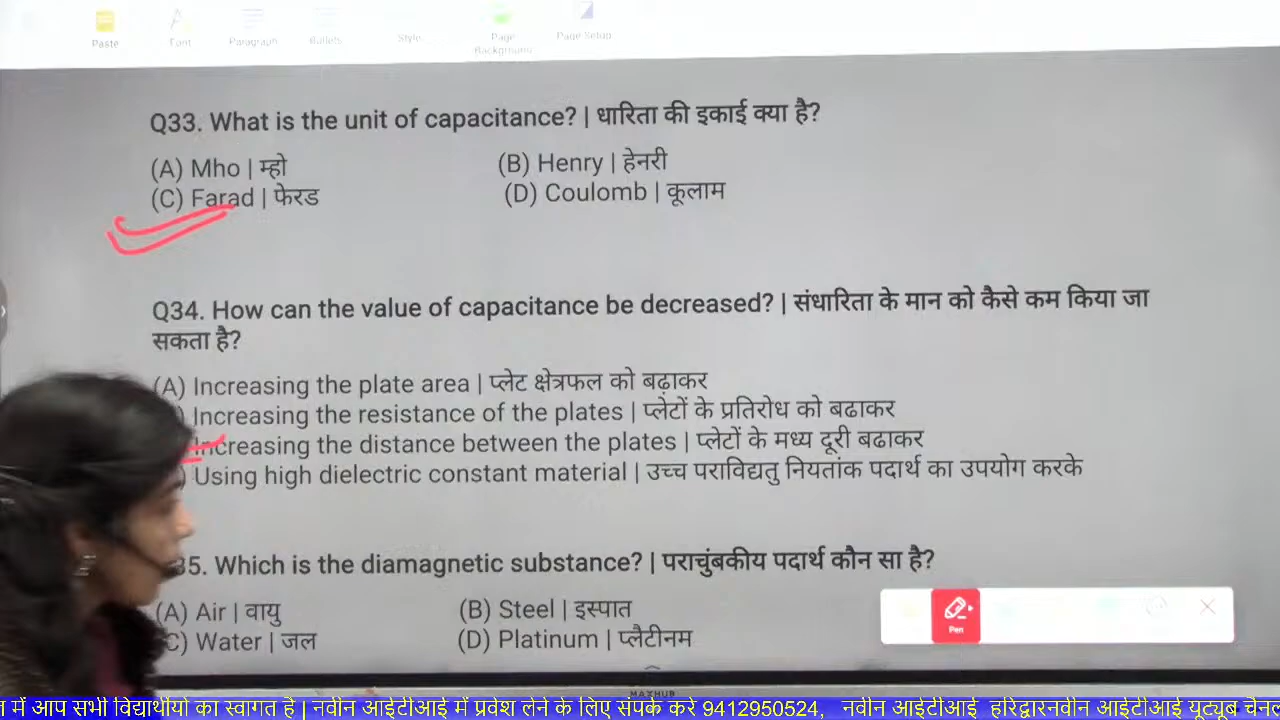 Paste
Font
Paragraph
Bullets
Style
Page Background
Page Setup
Q33. What is the unit of capacitance? | धारिता की इकाई क्या है?
(A) Mho | म्हो (B) Henry | हेनरी
(C) Farad | फेरड (D) Coulomb | कूलाम
Q34. How can the value of capacitance be decreased? | संधारिता के मान को कैसे कम किया जा
सकता है?
(A) Increasing the plate area | प्लेट क्षेत्रफल को बढ़ाकर
) Increasing the resistance of the plates | प्लेटों के प्रतिरोध को बढाकर
Increasing the distance between the plates | प्लेटों के मध्य दूरी बढाकर
) Using high dielectric constant material | उच्च पराविद्यतु नियतांक पदार्थ का उपयोग करके
35. Which is the diamagnetic substance? | पराचुंबकीय पदार्थ कौन सा है?
(A) Air | वायु (B) Steel | इस्पात
C) Water | जल (D) Platinum | प्लैटीनम
Pen
MAXHUB
में आप सभी विद्यार्थीयों का स्वागत है | नवीन आईटीआई में प्रवेश लेने के लिए संपर्क करें 9412950524, नवीन आईटीआई हरिद्वारनवीन आईटीआई यूट्यूब चैनल